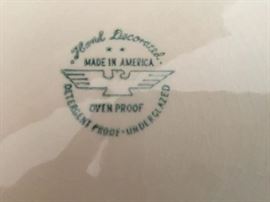 Hand Decorated
MADE IN AMERICA
OVEN PROOF
DETERGENT PROOF - UNDERGLAZED